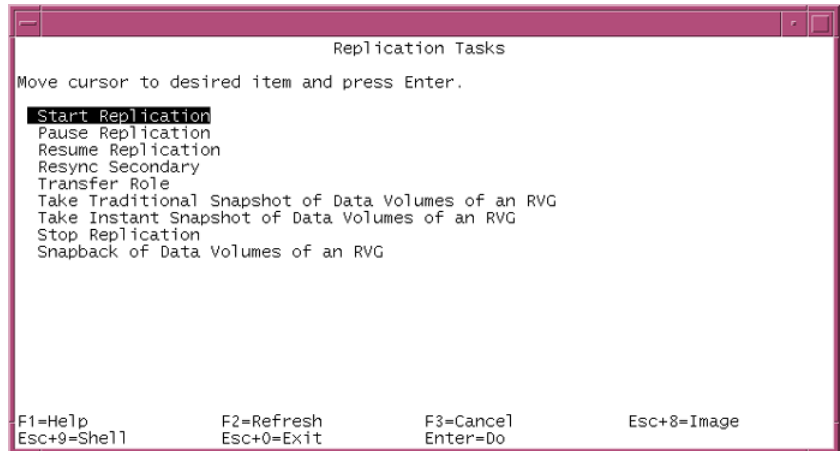 Replication Tasks
Move cursor to desired item and press Enter.
Start Replication
Pause Replication
Resume Replication
Resync Secondary
Transfer Role
Take Traditional Snapshot of Data Volumes of an RVG
Take Instant Snapshot of Data Volumes of an RVG
Stop Replication
Snapback of Data Volumes of an RVG
F1=Help F2=Refresh F3=Cancel Esc+8=Image
Esc+9=Shell Esc+0=Exit Enter=Do